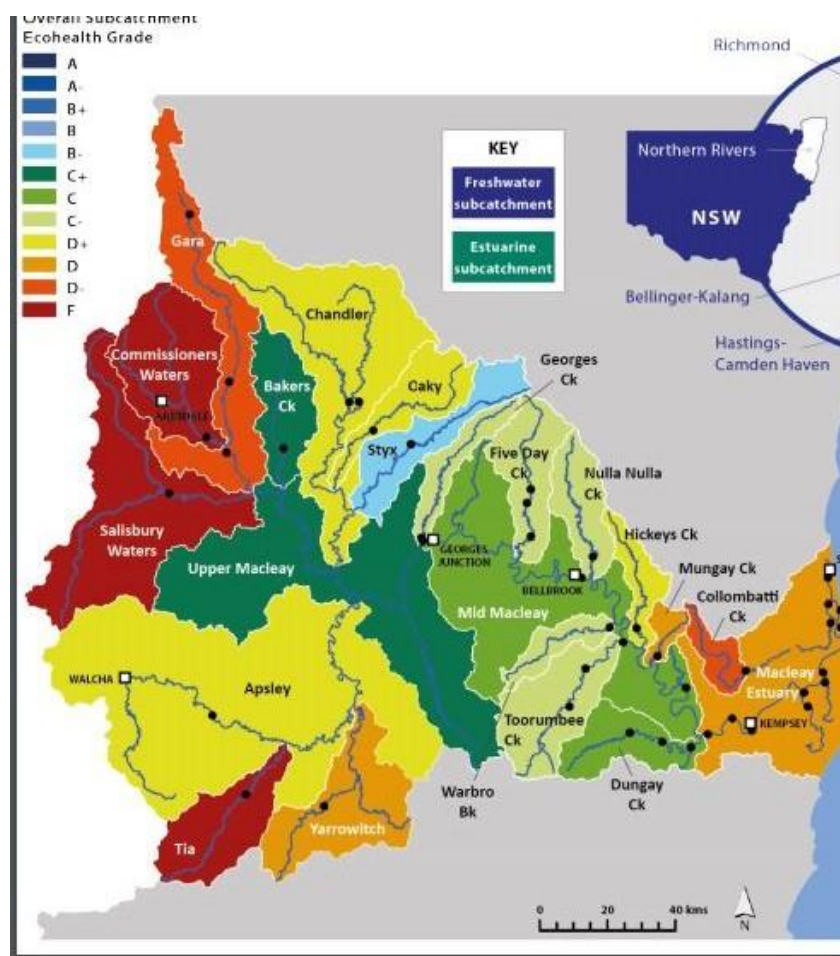 Overall Subcatchment
Ecohealth Grade
A
A-
B+
B
B-
C+
C
C-
D+
D
D-
F
KEY
Freshwater
subcatchment
Estuarine
subcatchment
Richmond
Northern Rivers
NSW
Bellinger-Kalang
Hastings-
Camden Haven
Gara
Chandler
Commissioners
Waters
ARMIDALE
Bakers
Ck
Oaky
Styx
Georges
Ck
Five Day
Ck
Nulla Nulla
Ck
Hickeys Ck
Salisbury
Waters
Upper Macleay
GEORGES
JUNCTION
BELLBROOK
Mungay Ck
Collombatti
Ck
Mid Macleay
WALCHA
Apsley
Macleay
Estuary
KEMPSEY
Toorumbee
Ck
Warbro
Bk
Dungay
Ck
Tia
Yarrowitch
0 20 40 kms
N